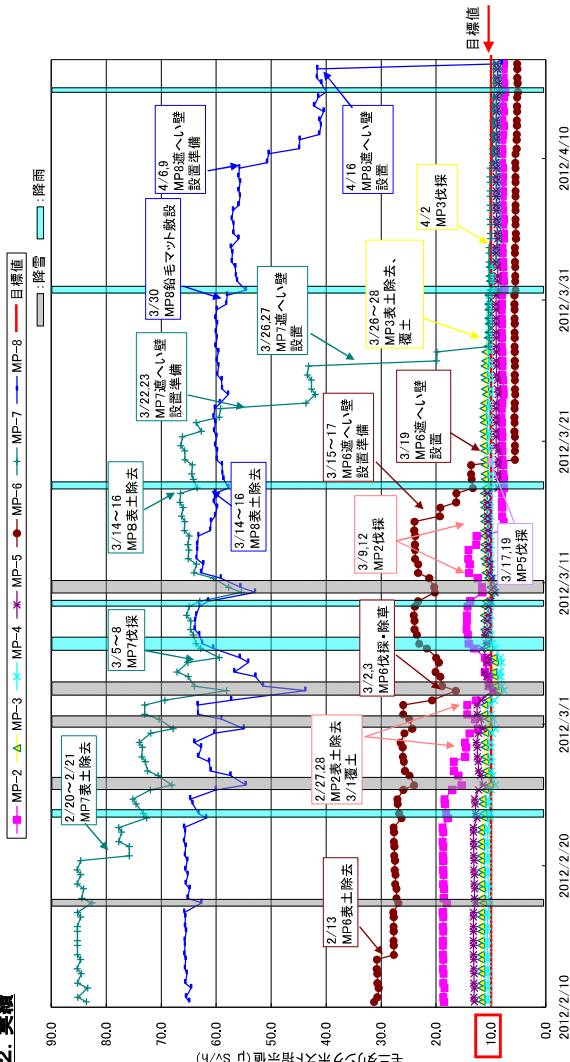 2. 実績
MP-2
MP-3
MP-4
MP-5
MP-6
MP-7
MP-8
目標値
:降雪
:降雨
モニタリングポスト指示値(μSv/h)
90.0
80.0
70.0
60.0
50.0
40.0
30.0
20.0
10.0
0.0
2012/2/10
2012/2/20
2012/3/1
2012/3/11
2012/3/21
2012/3/31
2012/4/10
目標値
2/20～2/21
MP7表土除去
2/13
MP6表土除去
2/27,28
MP2表土除去
3/1覆土
3/2,3
MP6伐採・除草
3/5～8
MP7伐採
3/9,12
MP2伐採
3/14～16
MP8表土除去
3/14～16
MP8表土除去
3/15～17
MP6遮へい壁
設置準備
3/17,19
MP5伐採
3/19
MP6遮へい壁
設置
3/22,23
MP7遮へい壁
設置準備
3/26,27
MP7遮へい壁
設置
3/26～28
MP3表土除去、
覆土
3/30
MP8鉛毛マット敷設
4/2
MP3伐採
4/6,9
MP8遮へい壁
設置準備
4/16
MP8遮へい壁
設置